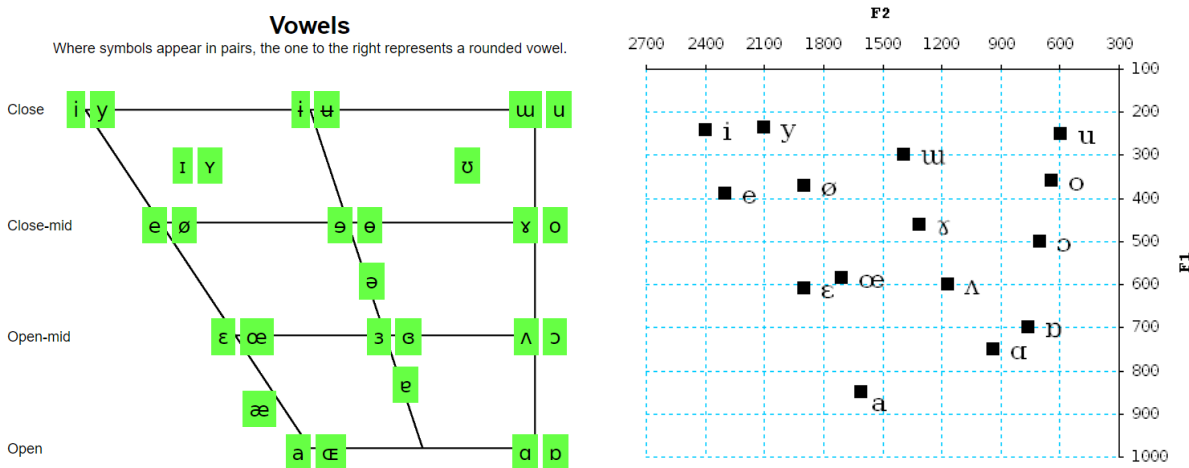 Vowels
Where symbols appear in pairs, the one to the right represents a rounded vowel.
Close
i y
ɨ ʉ
ɯ u
ɪ ʏ
ʊ
Close-mid
e ø
ɘ ɵ
ɤ o
ə
Open-mid
ɛ œ
ɜ ɞ
ʌ ɔ
ɐ
æ
Open
a ɶ
ɑ ɒ
F2
2700 2400 2100 1800 1500 1200 900 600 300
100
200
300
400
500
600
700
800
900
1000
F1
i
y
u
ɯ
o
e
ø
ɤ
ɔ
ɛ
œ
ʌ
ɒ
ɑ
a